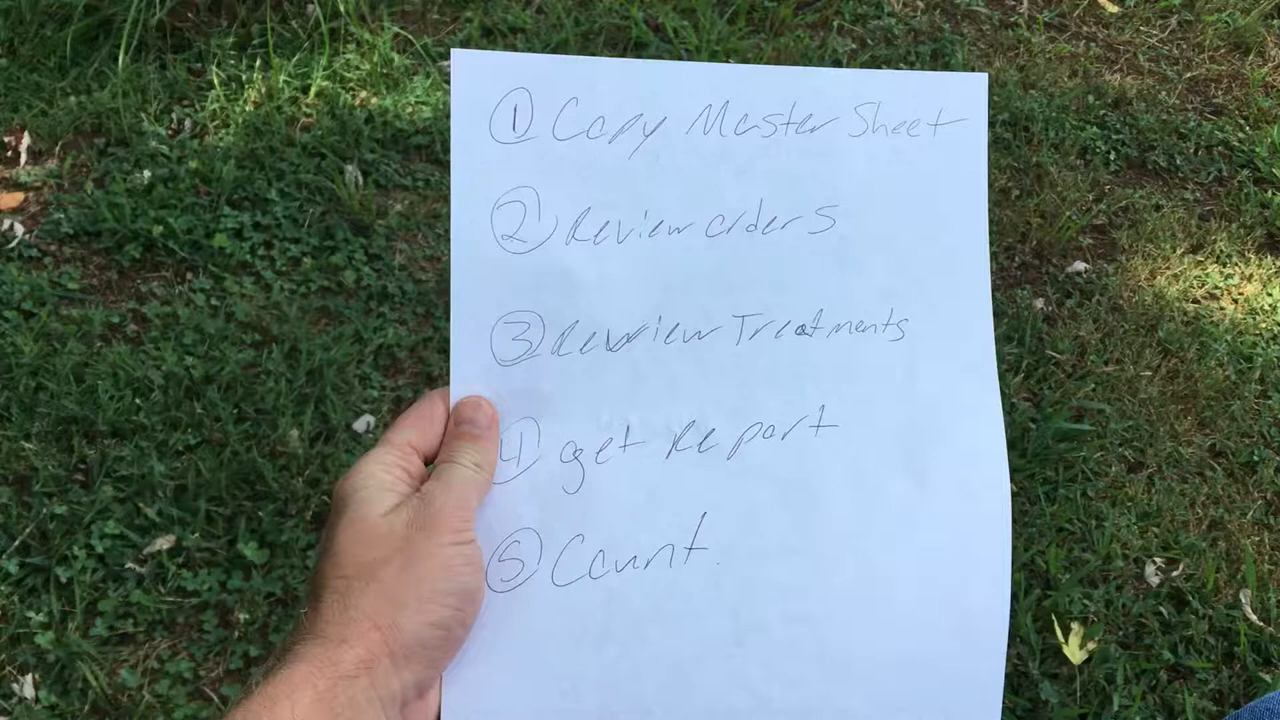 ① Copy Master Sheet
② Review orders
③ Review Treatments
④ get Report
⑤ Count.